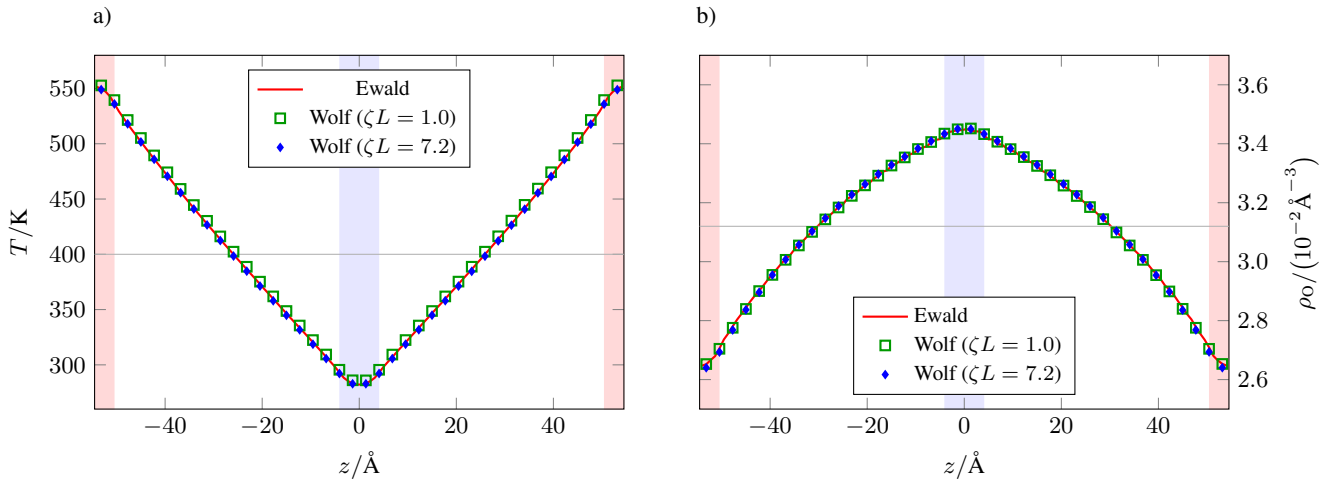 a)
b)
550
500
450
400
350
300
T/K
Ewald
Wolf (ζL = 1.0)
Wolf (ζL = 7.2)
−40
−20
0
20
40
z/Å
3.6
3.4
3.2
3.0
2.8
2.6
ρO/(10−2Å−3)
Ewald
Wolf (ζL = 1.0)
Wolf (ζL = 7.2)
−40
−20
0
20
40
z/Å